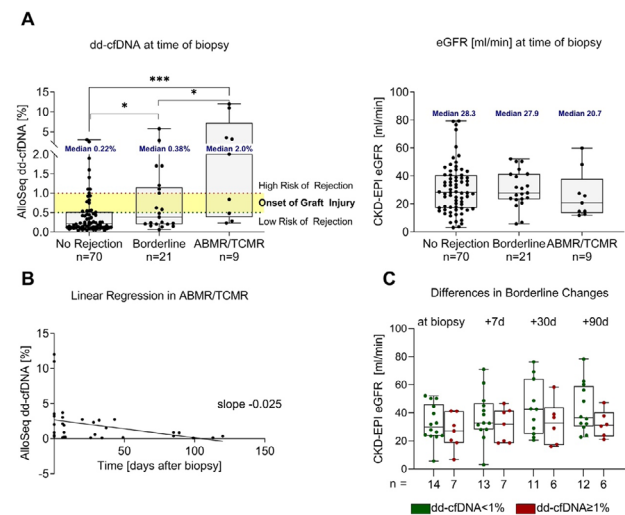 A
dd-cfDNA at time of biopsy
AlloSeq dd-cfDNA [%]
15
10
5
2.0
1.5
1.0
0.5
0.0
***
*
*
Median 0.22%
Median 0.38%
Median 2.0%
High Risk of Rejection
Onset of Graft Injury
Low Risk of Rejection
No Rejection
n=70
Borderline
n=21
ABMR/TCMR
n=9
eGFR [ml/min] at time of biopsy
CKD-EPI eGFR [ml/min]
100
80
60
40
20
0
Median 28.3
Median 27.9
Median 20.7
No Rejection
n=70
Borderline
n=21
ABMR/TCMR
n=9
B
Linear Regression in ABMR/TCMR
AlloSeq dd-cfDNA [%]
15
10
5
0
-5
slope -0.025
50
100
150
Time [days after biopsy]
C
Differences in Borderline Changes
CKD-EPI eGFR [ml/min]
100
80
60
40
20
0
at biopsy
+7d
+30d
+90d
n = 14 7 13 7 11 6 12 6
dd-cfDNA<1%
dd-cfDNA≥1%